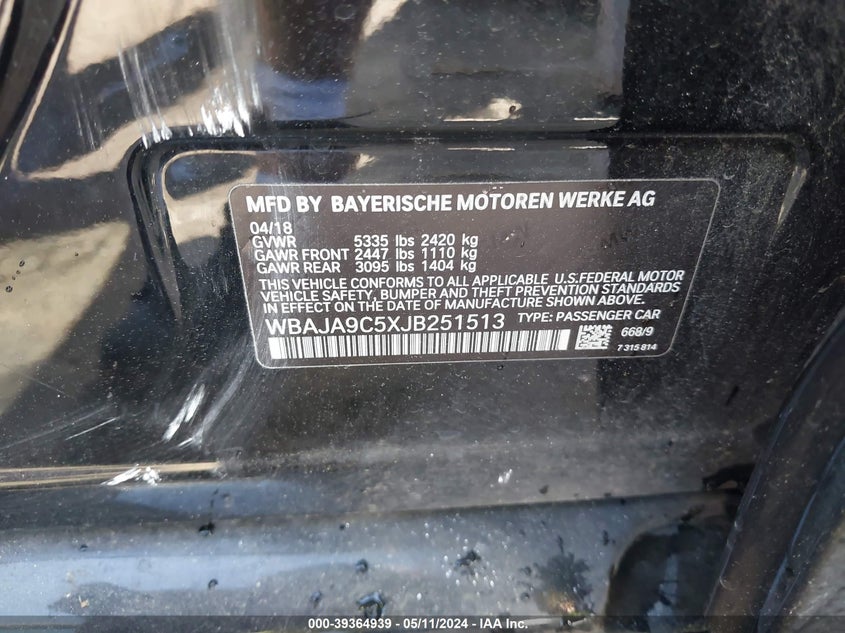 MFD BY BAYERISCHE MOTOREN WERKE AG
04/18
GVWR 5335 lbs 2420 kg
GAWR FRONT 2447 lbs 1110 kg
GAWR REAR 3095 lbs 1404 kg
THIS VEHICLE CONFORMS TO ALL APPLICABLE U.S.FEDERAL MOTOR
VEHICLE SAFETY, BUMPER AND THEFT PREVENTION STANDARDS
IN EFFECT ON THE DATE OF MANUFACTURE SHOWN ABOVE.
WBAJA9C5XJB251513 TYPE: PASSENGER CAR
668/9
7 315 814
000-39364939 - 05/11/2024 - IAA Inc.